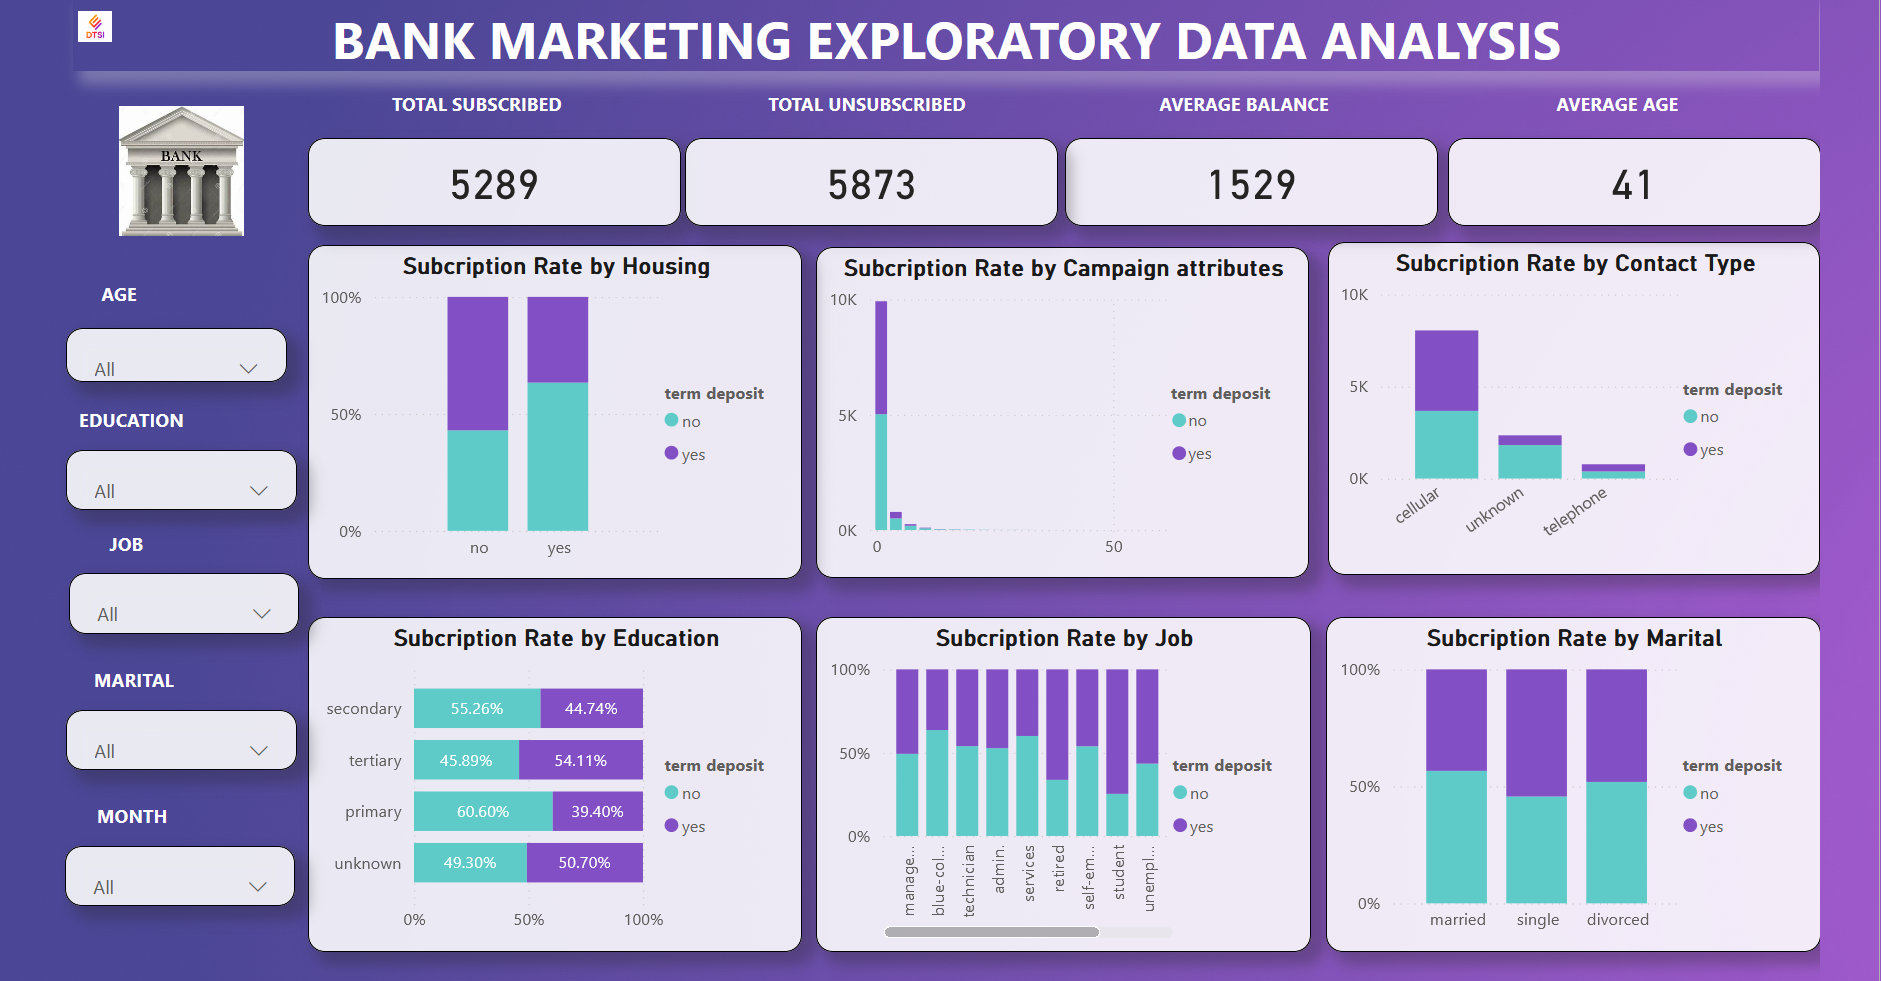 DTSI
BANK MARKETING EXPLORATORY DATA ANALYSIS
TOTAL SUBSCRIBED
TOTAL UNSUBSCRIBED
AVERAGE BALANCE
AVERAGE AGE
BANK
5289
5873
1529
41
AGE
All
EDUCATION
All
JOB
All
MARITAL
All
MONTH
All
Subcription Rate by Housing
100%
50%
0%
no
yes
term deposit
no
yes
Subcription Rate by Campaign attributes
10K
5K
0K
0
50
term deposit
no
yes
Subcription Rate by Contact Type
10K
5K
0K
cellular
unknown
telephone
term deposit
no
yes
Subcription Rate by Education
secondary
55.26%
44.74%
tertiary
45.89%
54.11%
primary
60.60%
39.40%
unknown
49.30%
50.70%
0%
50%
100%
term deposit
no
yes
Subcription Rate by Job
100%
50%
0%
manage...
blue-col...
technician
admin.
services
retired
self-em...
student
unempl...
term deposit
no
yes
Subcription Rate by Marital
100%
50%
0%
married
single
divorced
term deposit
no
yes